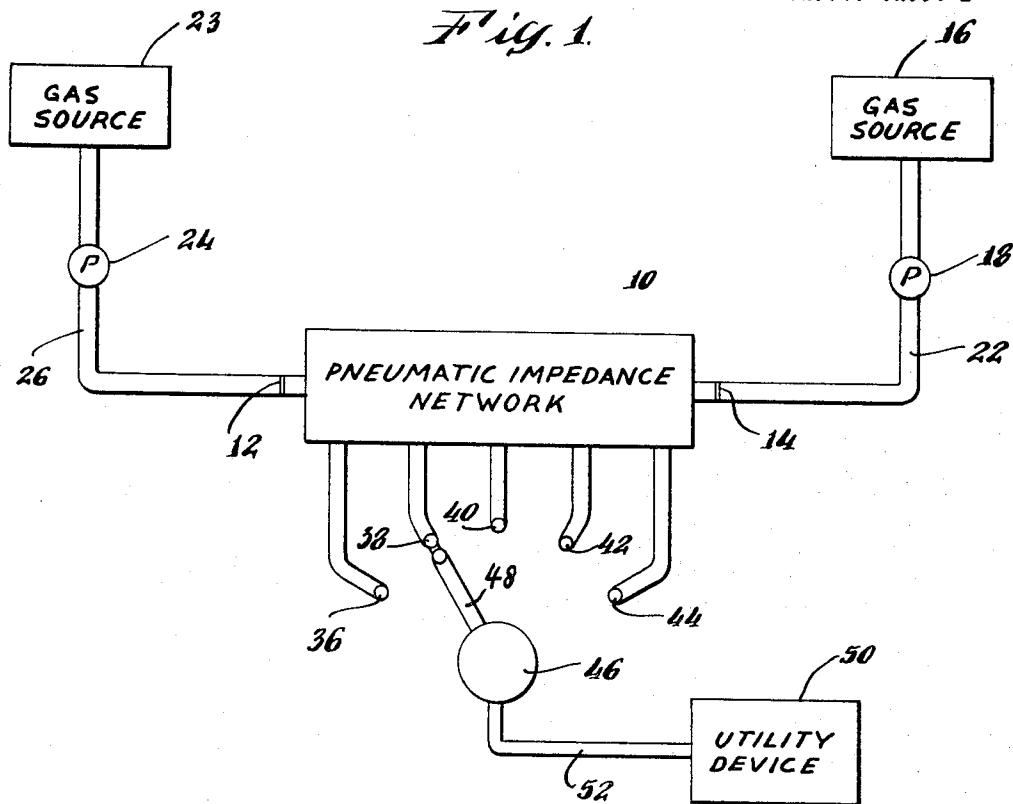 Fig. 1.
23
16
GAS
SOURCE
GAS
SOURCE
24
P
P
18
10
26
22
PNEUMATIC IMPEDANCE
NETWORK
12
14
40
38
42
48
36
44
46
50
UTILITY
DEVICE
52